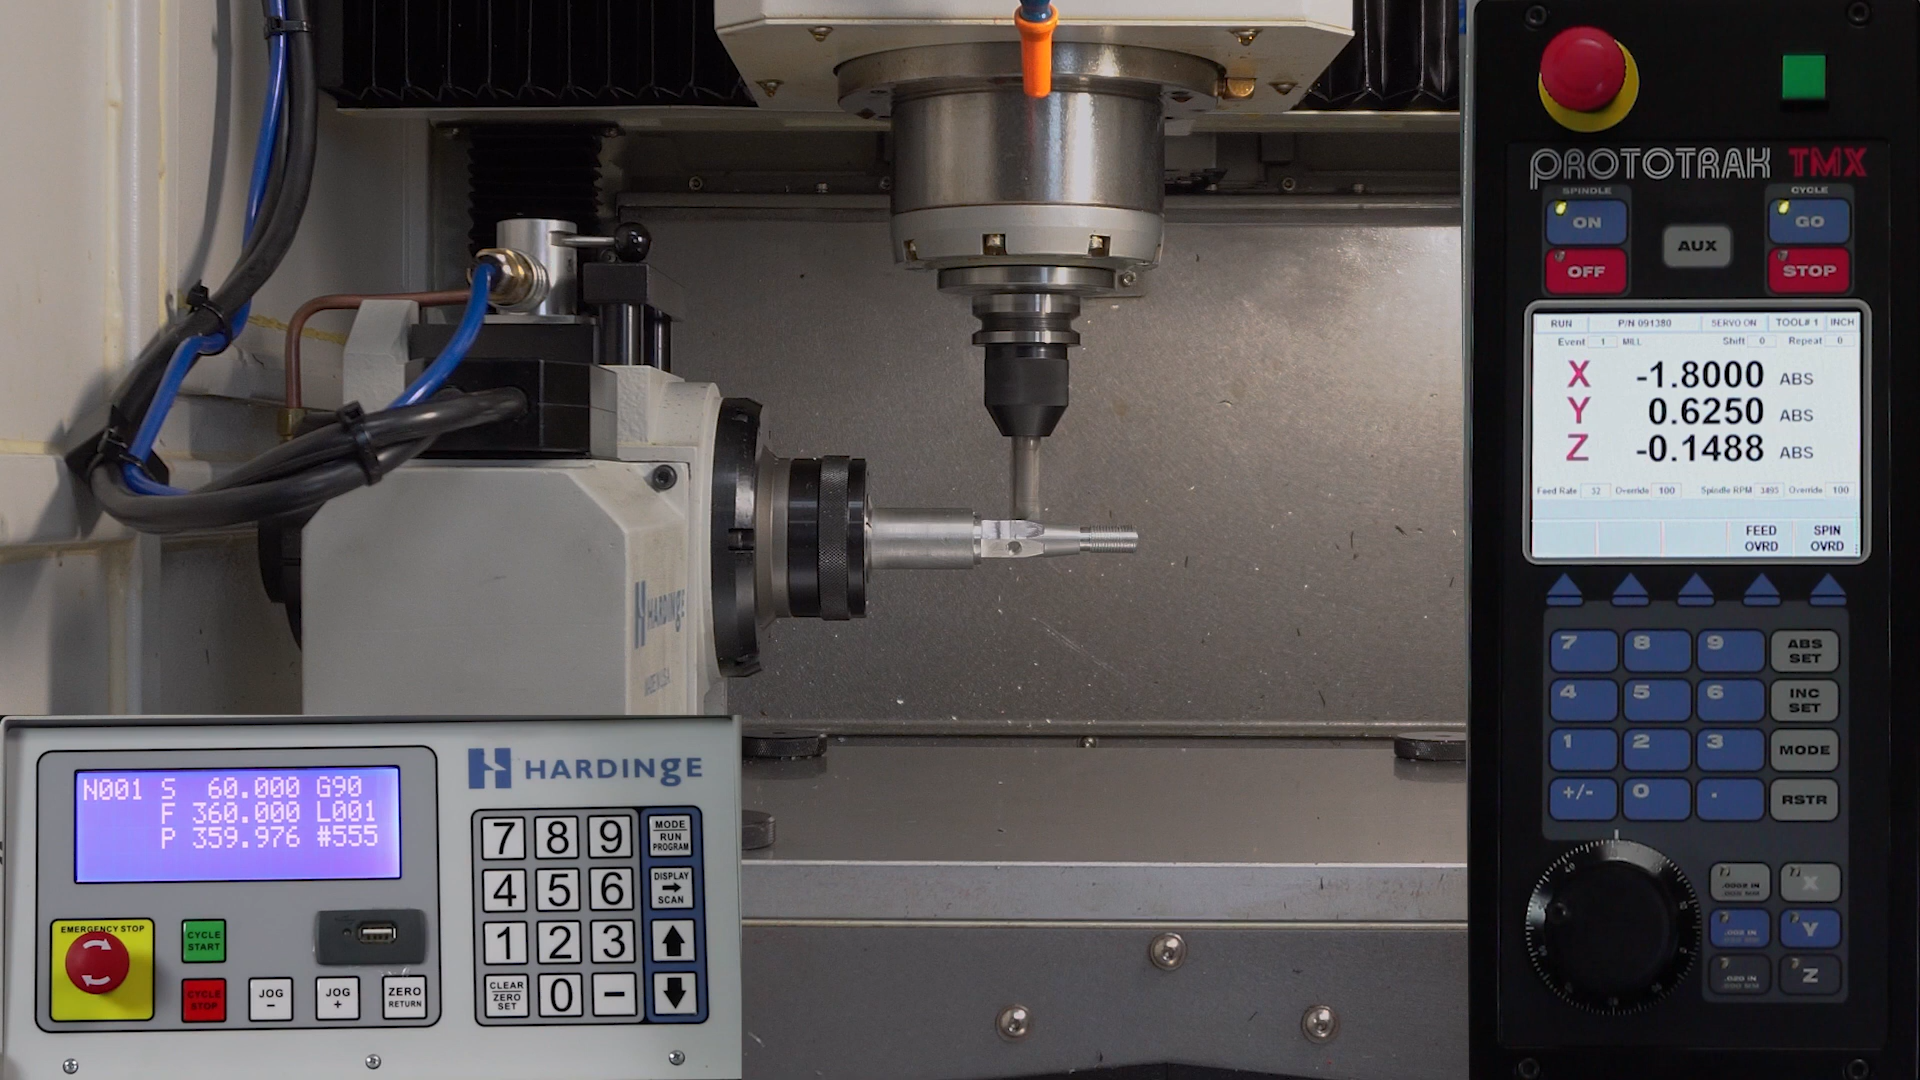 HARDINGE
MADE IN U.S.A.
N001 S 60.000 G90
F 360.000 L001
P 359.976 #555
HARDINGE
EMERGENCY STOP
CYCLE START
CYCLE STOP
JOG -
JOG +
ZERO RETURN
7 8 9 MODE RUN PROGRAM
4 5 6 DISPLAY → SCAN
1 2 3
CLEAR ZERO SET 0 -
PROTOTRAK TMX
SPINDLE CYCLE
ON GO
AUX
OFF STOP
RUN P/N 091380 SERVO ON TOOL# 1 INCH
Event 1 MILL Shift 0 Repeat 0
X -1.8000 ABS
Y 0.6250 ABS
Z -0.1488 ABS
Feed Rate 52 Override 100 Spindle RPM 3495 Override 100
FEED OVRD SPIN OVRD
7 8 9 ABS SET
4 5 6 INC SET
1 2 3 MODE
+/- 0 . RSTR
X
Y
Z